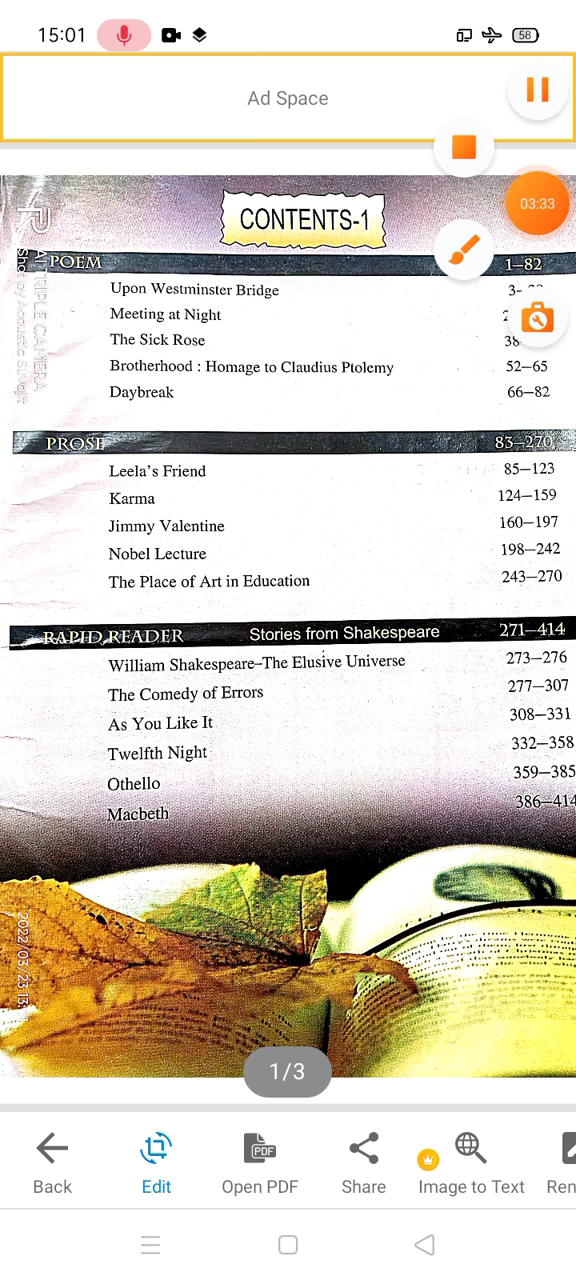 15:01
58
Ad Space
03:33
CONTENTS-1
POEM 1–82
Upon Westminster Bridge
Meeting at Night
The Sick Rose
Brotherhood : Homage to Claudius Ptolemy 52–65
Daybreak 66–82
PROSE 83–270
Leela's Friend 85–123
Karma 124–159
Jimmy Valentine 160–197
Nobel Lecture 198–242
The Place of Art in Education 243–270
RAPID READER Stories from Shakespeare 271–414
William Shakespeare–The Elusive Universe 273–276
The Comedy of Errors 277–307
As You Like It 308–331
Twelfth Night 332–358
Othello 359–385
Macbeth 386–414
AI TRIPLE CAMERA
Shot by
2022/03/23
1/3
Back
Edit
PDF
Open PDF
Share
Image to Text
Ren